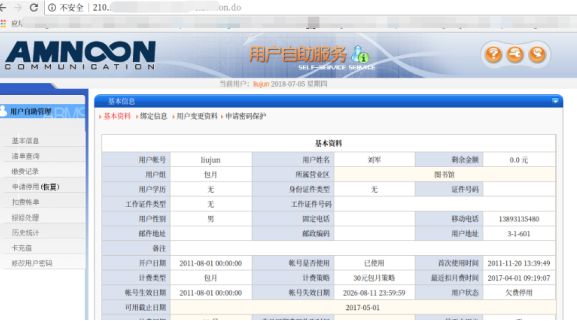 不安全 210. on.do
应
AMNOON
COMMUNICATION
用户自助服务
SELF-SERVICE SERVICE
当前用户：liujun 2018-07-05 星期四
用户自助管理
基本信息
清单查询
缴费记录
申请停用(恢复)
扣费帐单
报修处理
历史统计
卡充值
修改用户密码
基本信息
基本资料 绑定信息 用户变更资料 申请密码保护
基本资料
用户帐号 liujun 用户姓名 刘军 剩余金额 0.0 元
用户组 包月 所属营业区 图书馆
用户学历 无 身份证件类型 无 证件号码
工作证件类型 无 工作证件号码
用户性别 男 固定电话 移动电话 13893135480
邮件地址 邮政编码 用户地址 3-1-601
备注
开户日期 2011-08-01 00:00:00 帐号是否使用 已使用 首次使用时间 2011-11-20 13:39:49
计费类型 包月 计费策略 30元包月策略 最近扣月费时间 2017-04-01 09:19:07
帐号生效日期 2011-08-01 00:00:00 帐号失效日期 2026-08-11 23:59:59 用户状态 欠费停用
可用截止日期 2017-05-01